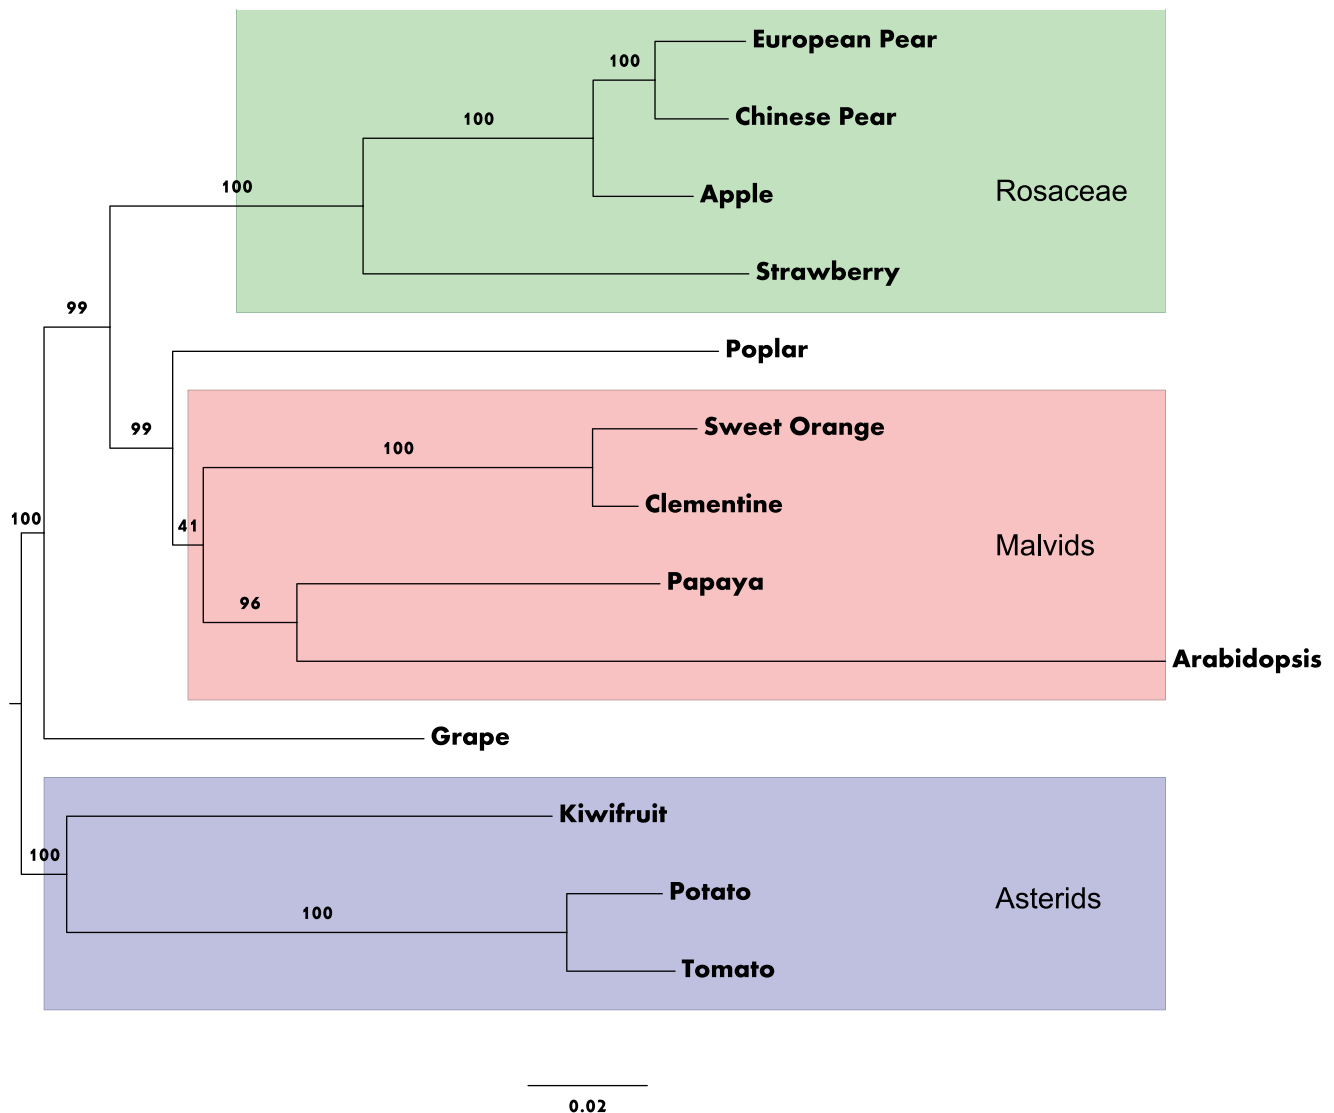 European Pear
100
Chinese Pear
100
Apple
Rosaceae
100
Strawberry
99
Poplar
99
Sweet Orange
100
Clementine
100
41
Malvids
Papaya
96
Arabidopsis
Grape
Kiwifruit
100
Potato
Asterids
100
Tomato
0.02